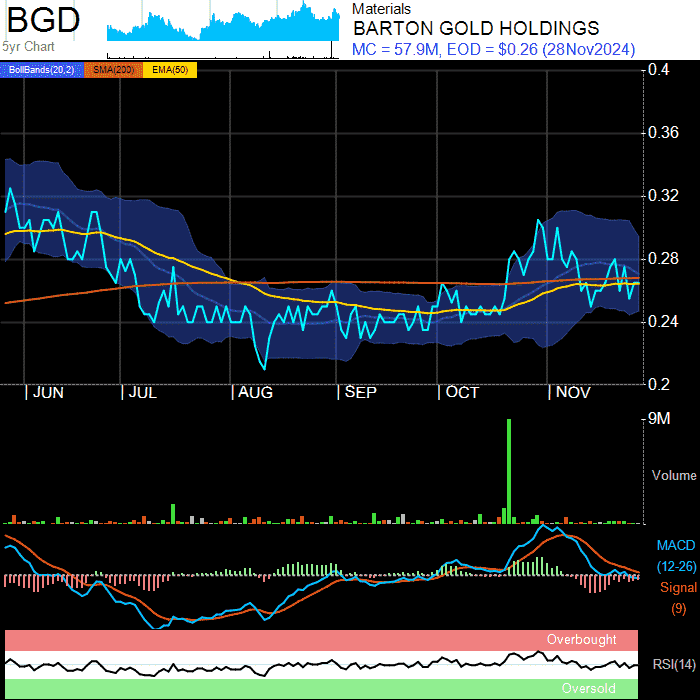 BGD
5yr Chart
Materials
BARTON GOLD HOLDINGS
MC = 57.9M, EOD = $0.26 (28Nov2024)
BollBands(20,2) SMA(200) EMA(50)
0.4
0.36
0.32
0.28
0.24
0.2
JUN JUL AUG SEP OCT NOV
9M
Volume
MACD
(12-26)
Signal
(9)
Overbought
RSI(14)
Oversold